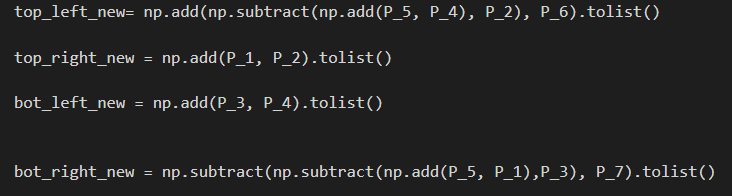 top_left_new= np.add(np.subtract(np.add(P_5, P_4), P_2), P_6).tolist()
top_right_new = np.add(P_1, P_2).tolist()
bot_left_new = np.add(P_3, P_4).tolist()
bot_right_new = np.subtract(np.subtract(np.add(P_5, P_1),P_3), P_7).tolist()